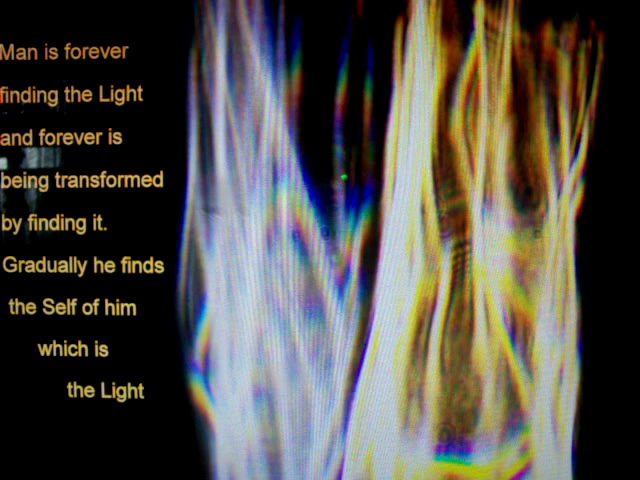 Man is forever
finding the Light
and forever is
being transformed
by finding it.
Gradually he finds
the Self of him
which is
the Light